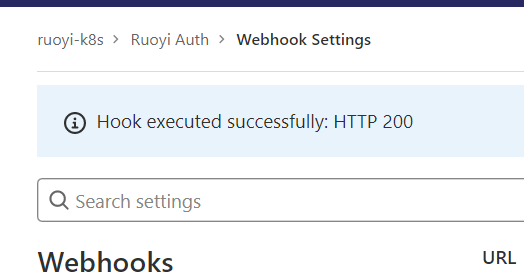 ruoyi-k8s > Ruoyi Auth > Webhook Settings
Hook executed successfully: HTTP 200
Search settings
Webhooks
URL